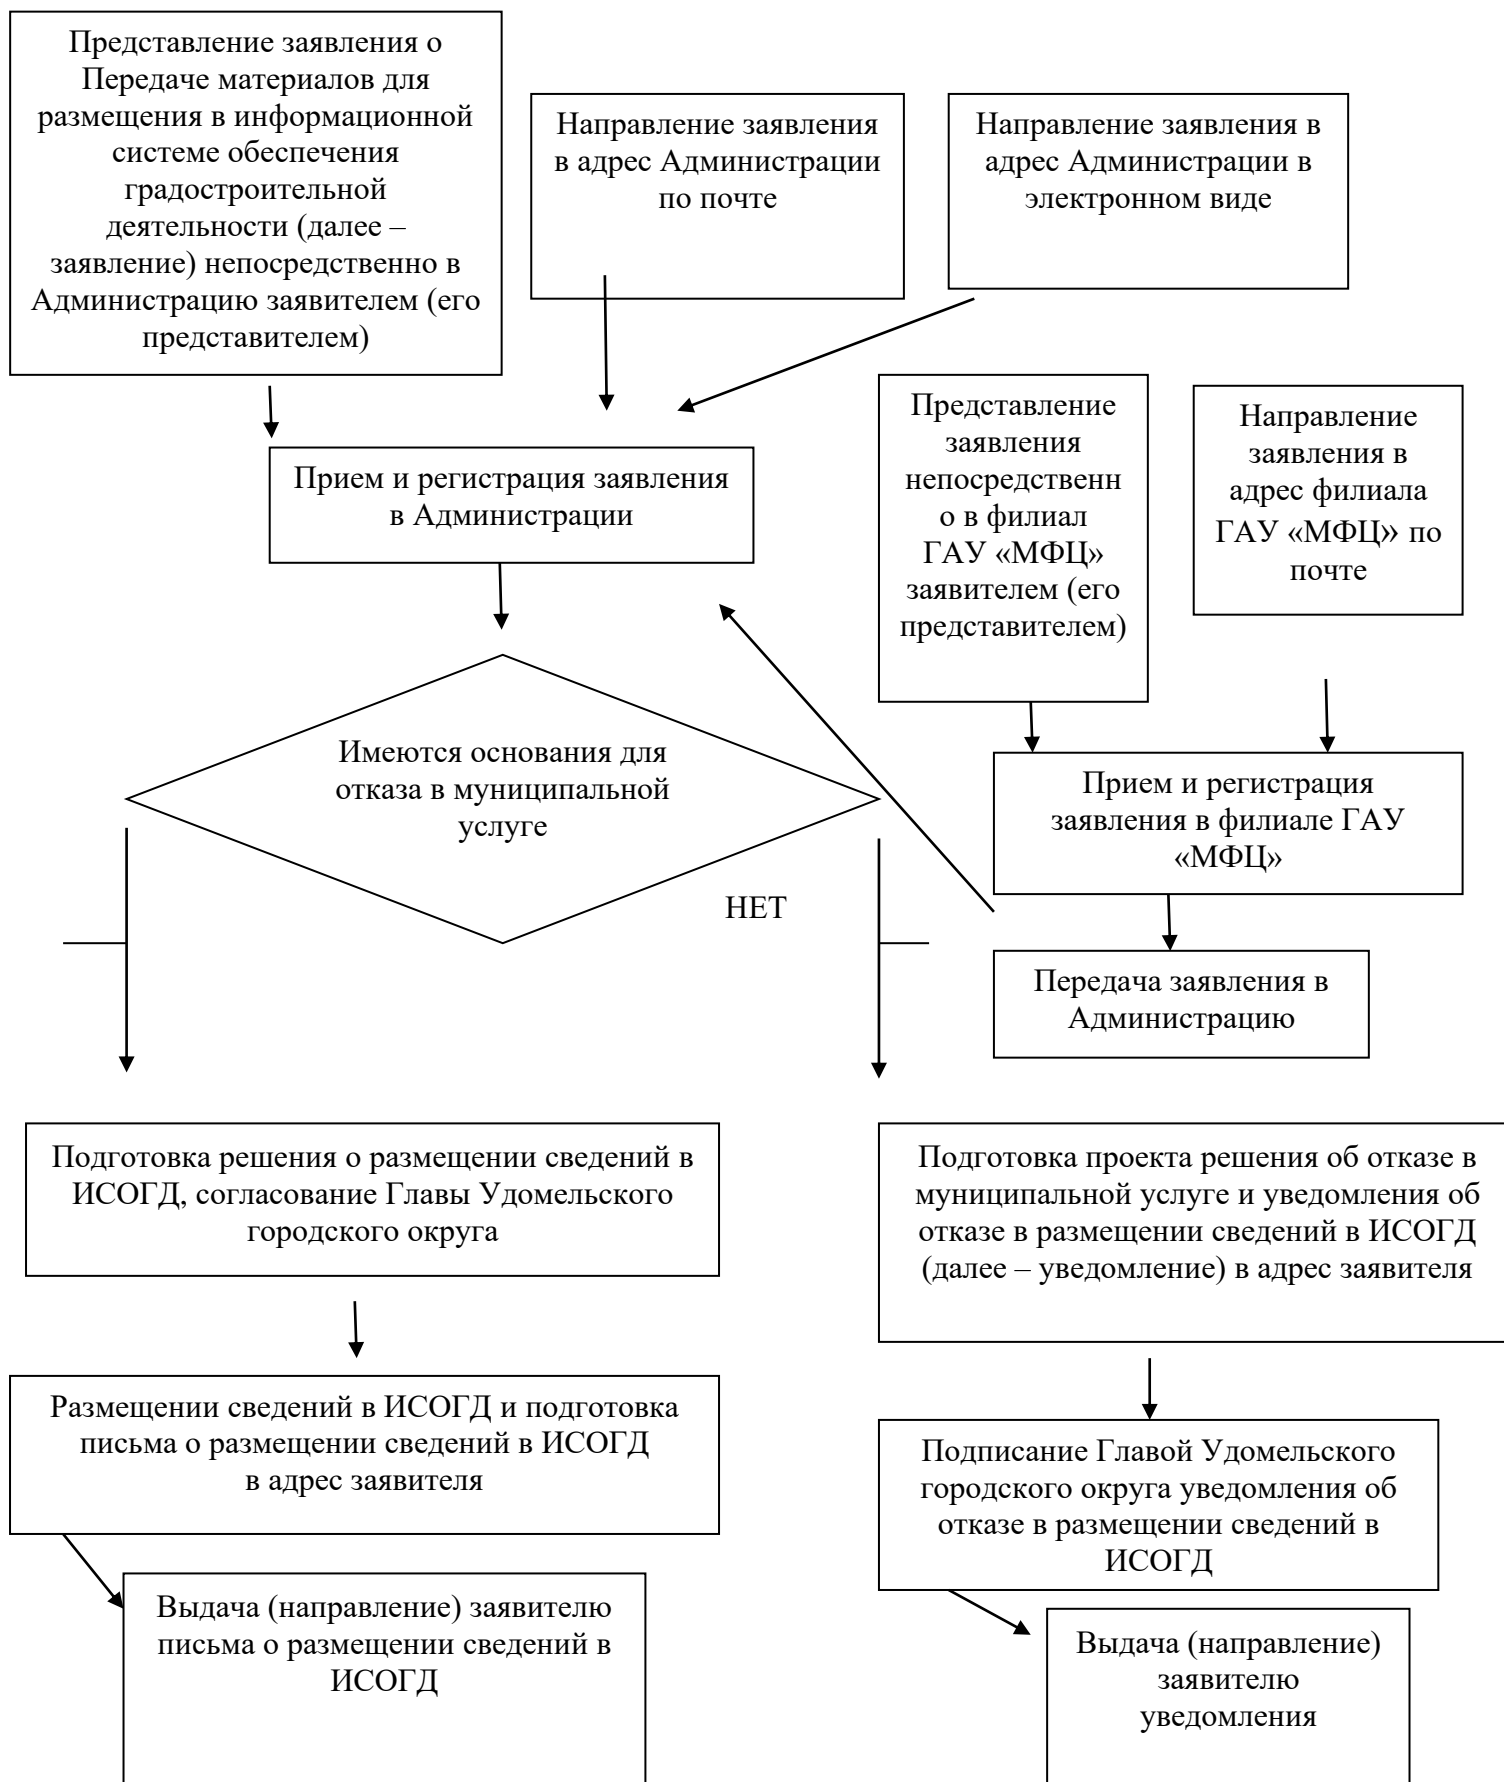 Представление заявления о
Передаче материалов для
размещения в информационной
системе обеспечения
градостроительной
деятельности (далее –
заявление) непосредственно в
Администрацию заявителем (его
представителем)
Направление заявления
в адрес Администрации
по почте
Направление заявления в
адрес Администрации в
электронном виде
Прием и регистрация заявления
в Администрации
Представление
заявления
непосредственн
о в филиал
ГАУ «МФЦ»
заявителем (его
представителем)
Направление
заявления в
адрес филиала
ГАУ «МФЦ» по
почте
Имеются основания для
отказа в муниципальной
услуге
НЕТ
Прием и регистрация
заявления в филиале ГАУ
«МФЦ»
Передача заявления в
Администрацию
Подготовка решения о размещении сведений в
ИСОГД, согласование Главы Удомельского
городского округа
Подготовка проекта решения об отказе в
муниципальной услуге и уведомления об
отказе в размещении сведений в ИСОГД
(далее – уведомление) в адрес заявителя
Размещении сведений в ИСОГД и подготовка
письма о размещении сведений в ИСОГД
в адрес заявителя
Подписание Главой Удомельского
городского округа уведомления об
отказе в размещении сведений в
ИСОГД
Выдача (направление) заявителю
письма о размещении сведений в
ИСОГД
Выдача (направление)
заявителю
уведомления